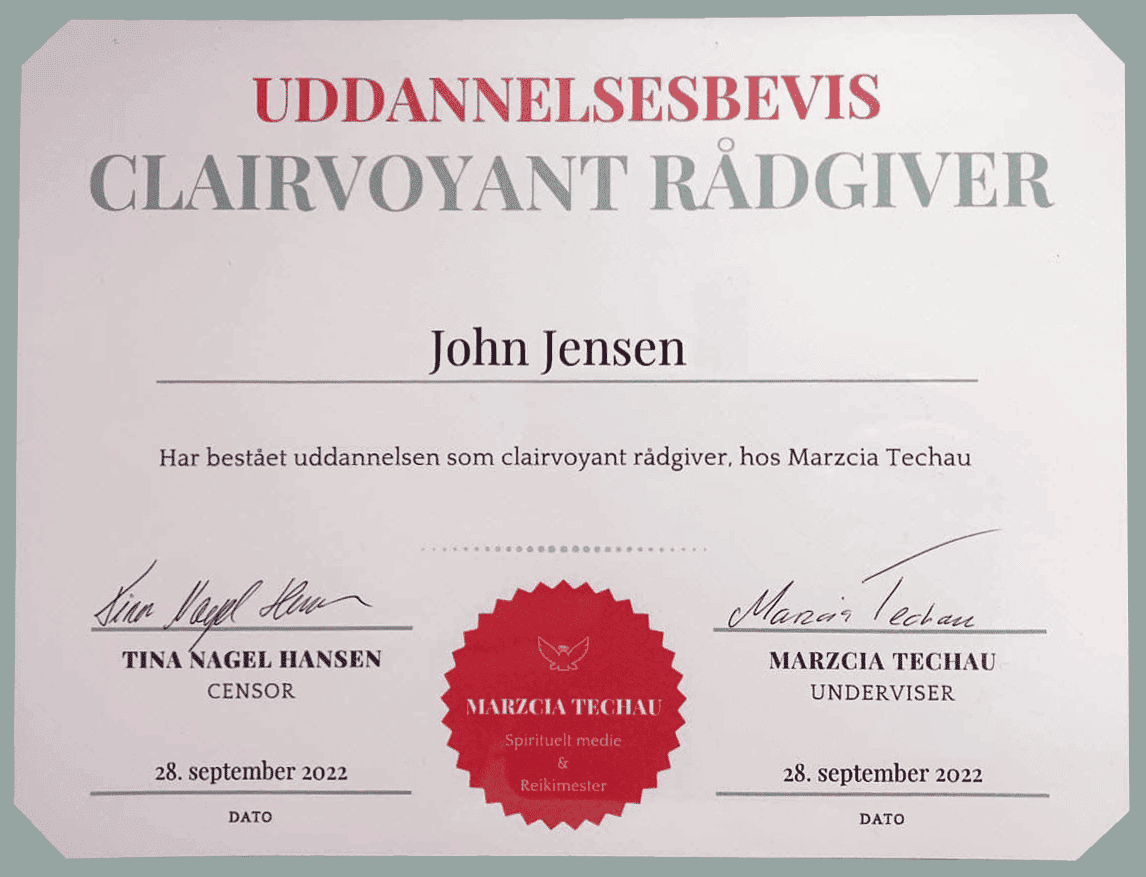 UDDANNELSESBEVIS
CLAIRVOYANT RÅDGIVER
John Jensen
Har bestået uddannelsen som clairvoyant rådgiver, hos Marzcia Techau
Tina Nagel Hansen
Marzcia Techau
TINA NAGEL HANSEN
CENSOR
MARZCIA TECHAU
UNDERVISER
MARZCIA TECHAU
Spirituelt medie
&
Reikimester
28. september 2022
DATO
28. september 2022
DATO